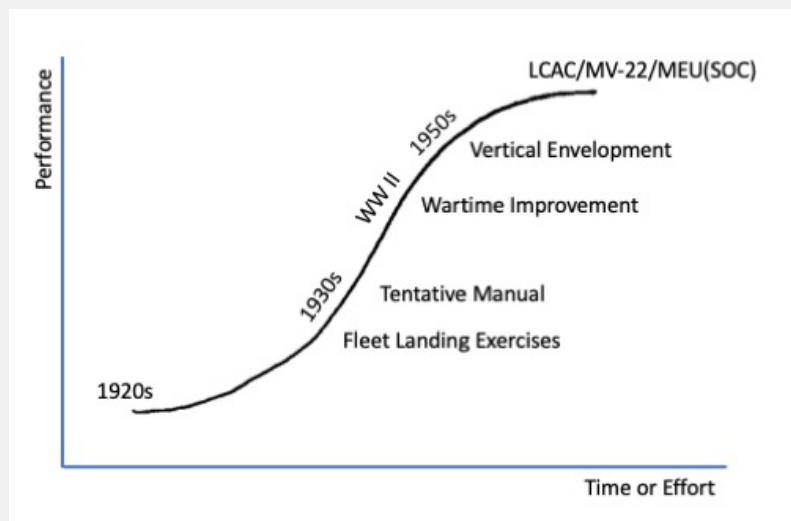 LCAC/MV-22/MEU(SOC)
Performance
1950s
Vertical Envelopment
WW II
Wartime Improvement
1930s
Tentative Manual
Fleet Landing Exercises
1920s
Time or Effort